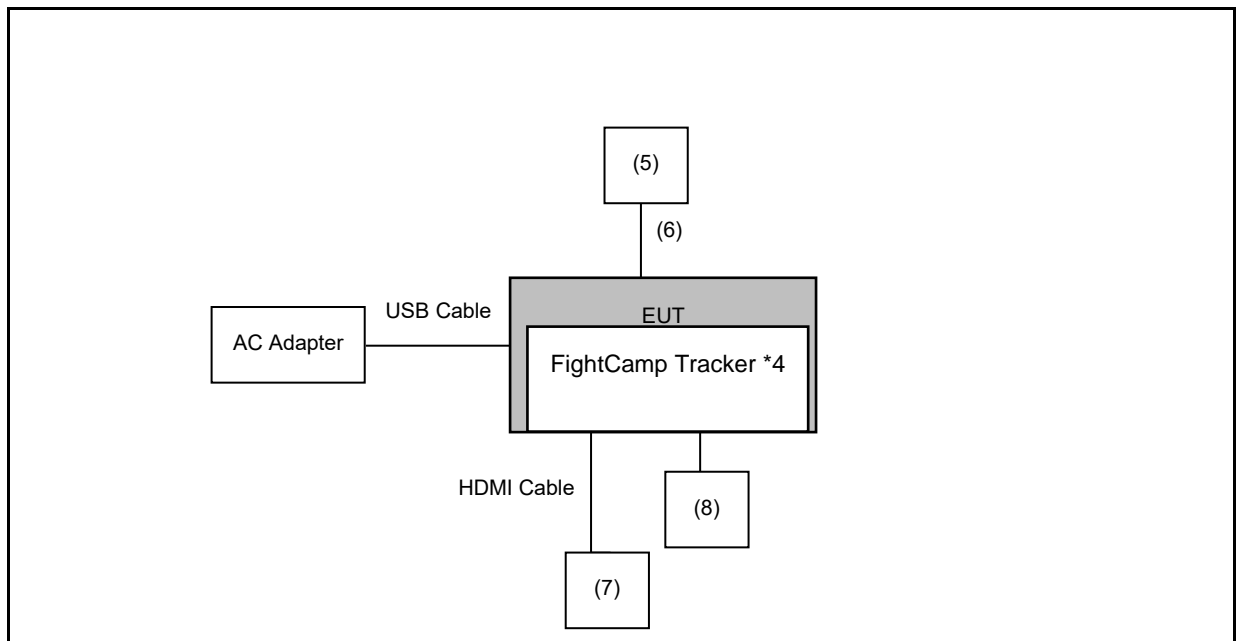 (5)
(6)
USB Cable
EUT
AC Adapter
FightCamp Tracker *4
HDMI Cable
(8)
(7)